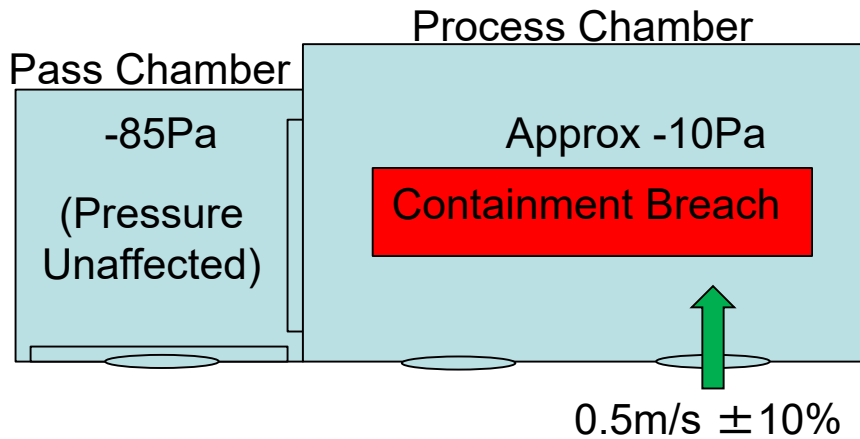 Process Chamber
Pass Chamber
-85Pa
Approx -10Pa
(Pressure
Unaffected)
Containment Breach
0.5m/s ±10%